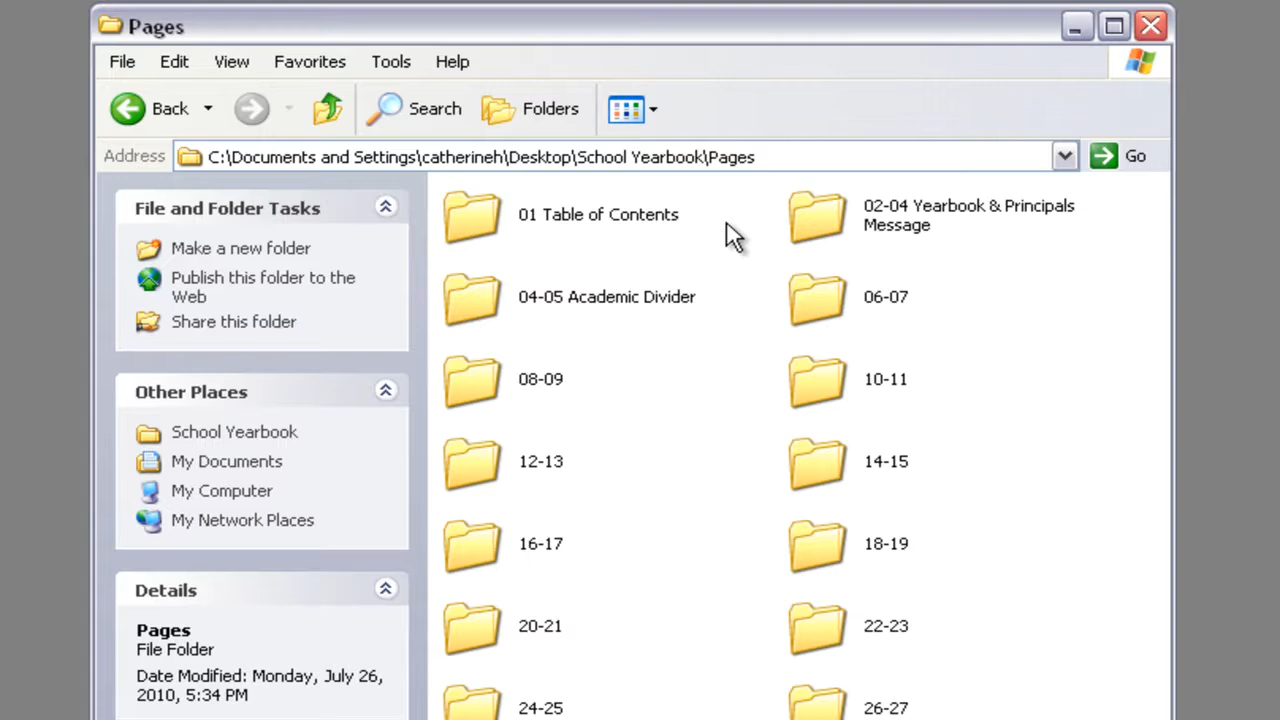 Pages
File Edit View Favorites Tools Help
Back Search Folders
Address C:\Documents and Settings\catherineh\Desktop\School Yearbook\Pages Go
File and Folder Tasks
Make a new folder
Publish this folder to the
Web
Share this folder
Other Places
School Yearbook
My Documents
My Computer
My Network Places
Details
Pages
File Folder
Date Modified: Monday, July 26,
2010, 5:34 PM
01 Table of Contents
02-04 Yearbook & Principals
Message
04-05 Academic Divider
06-07
08-09
10-11
12-13
14-15
16-17
18-19
20-21
22-23
24-25
26-27